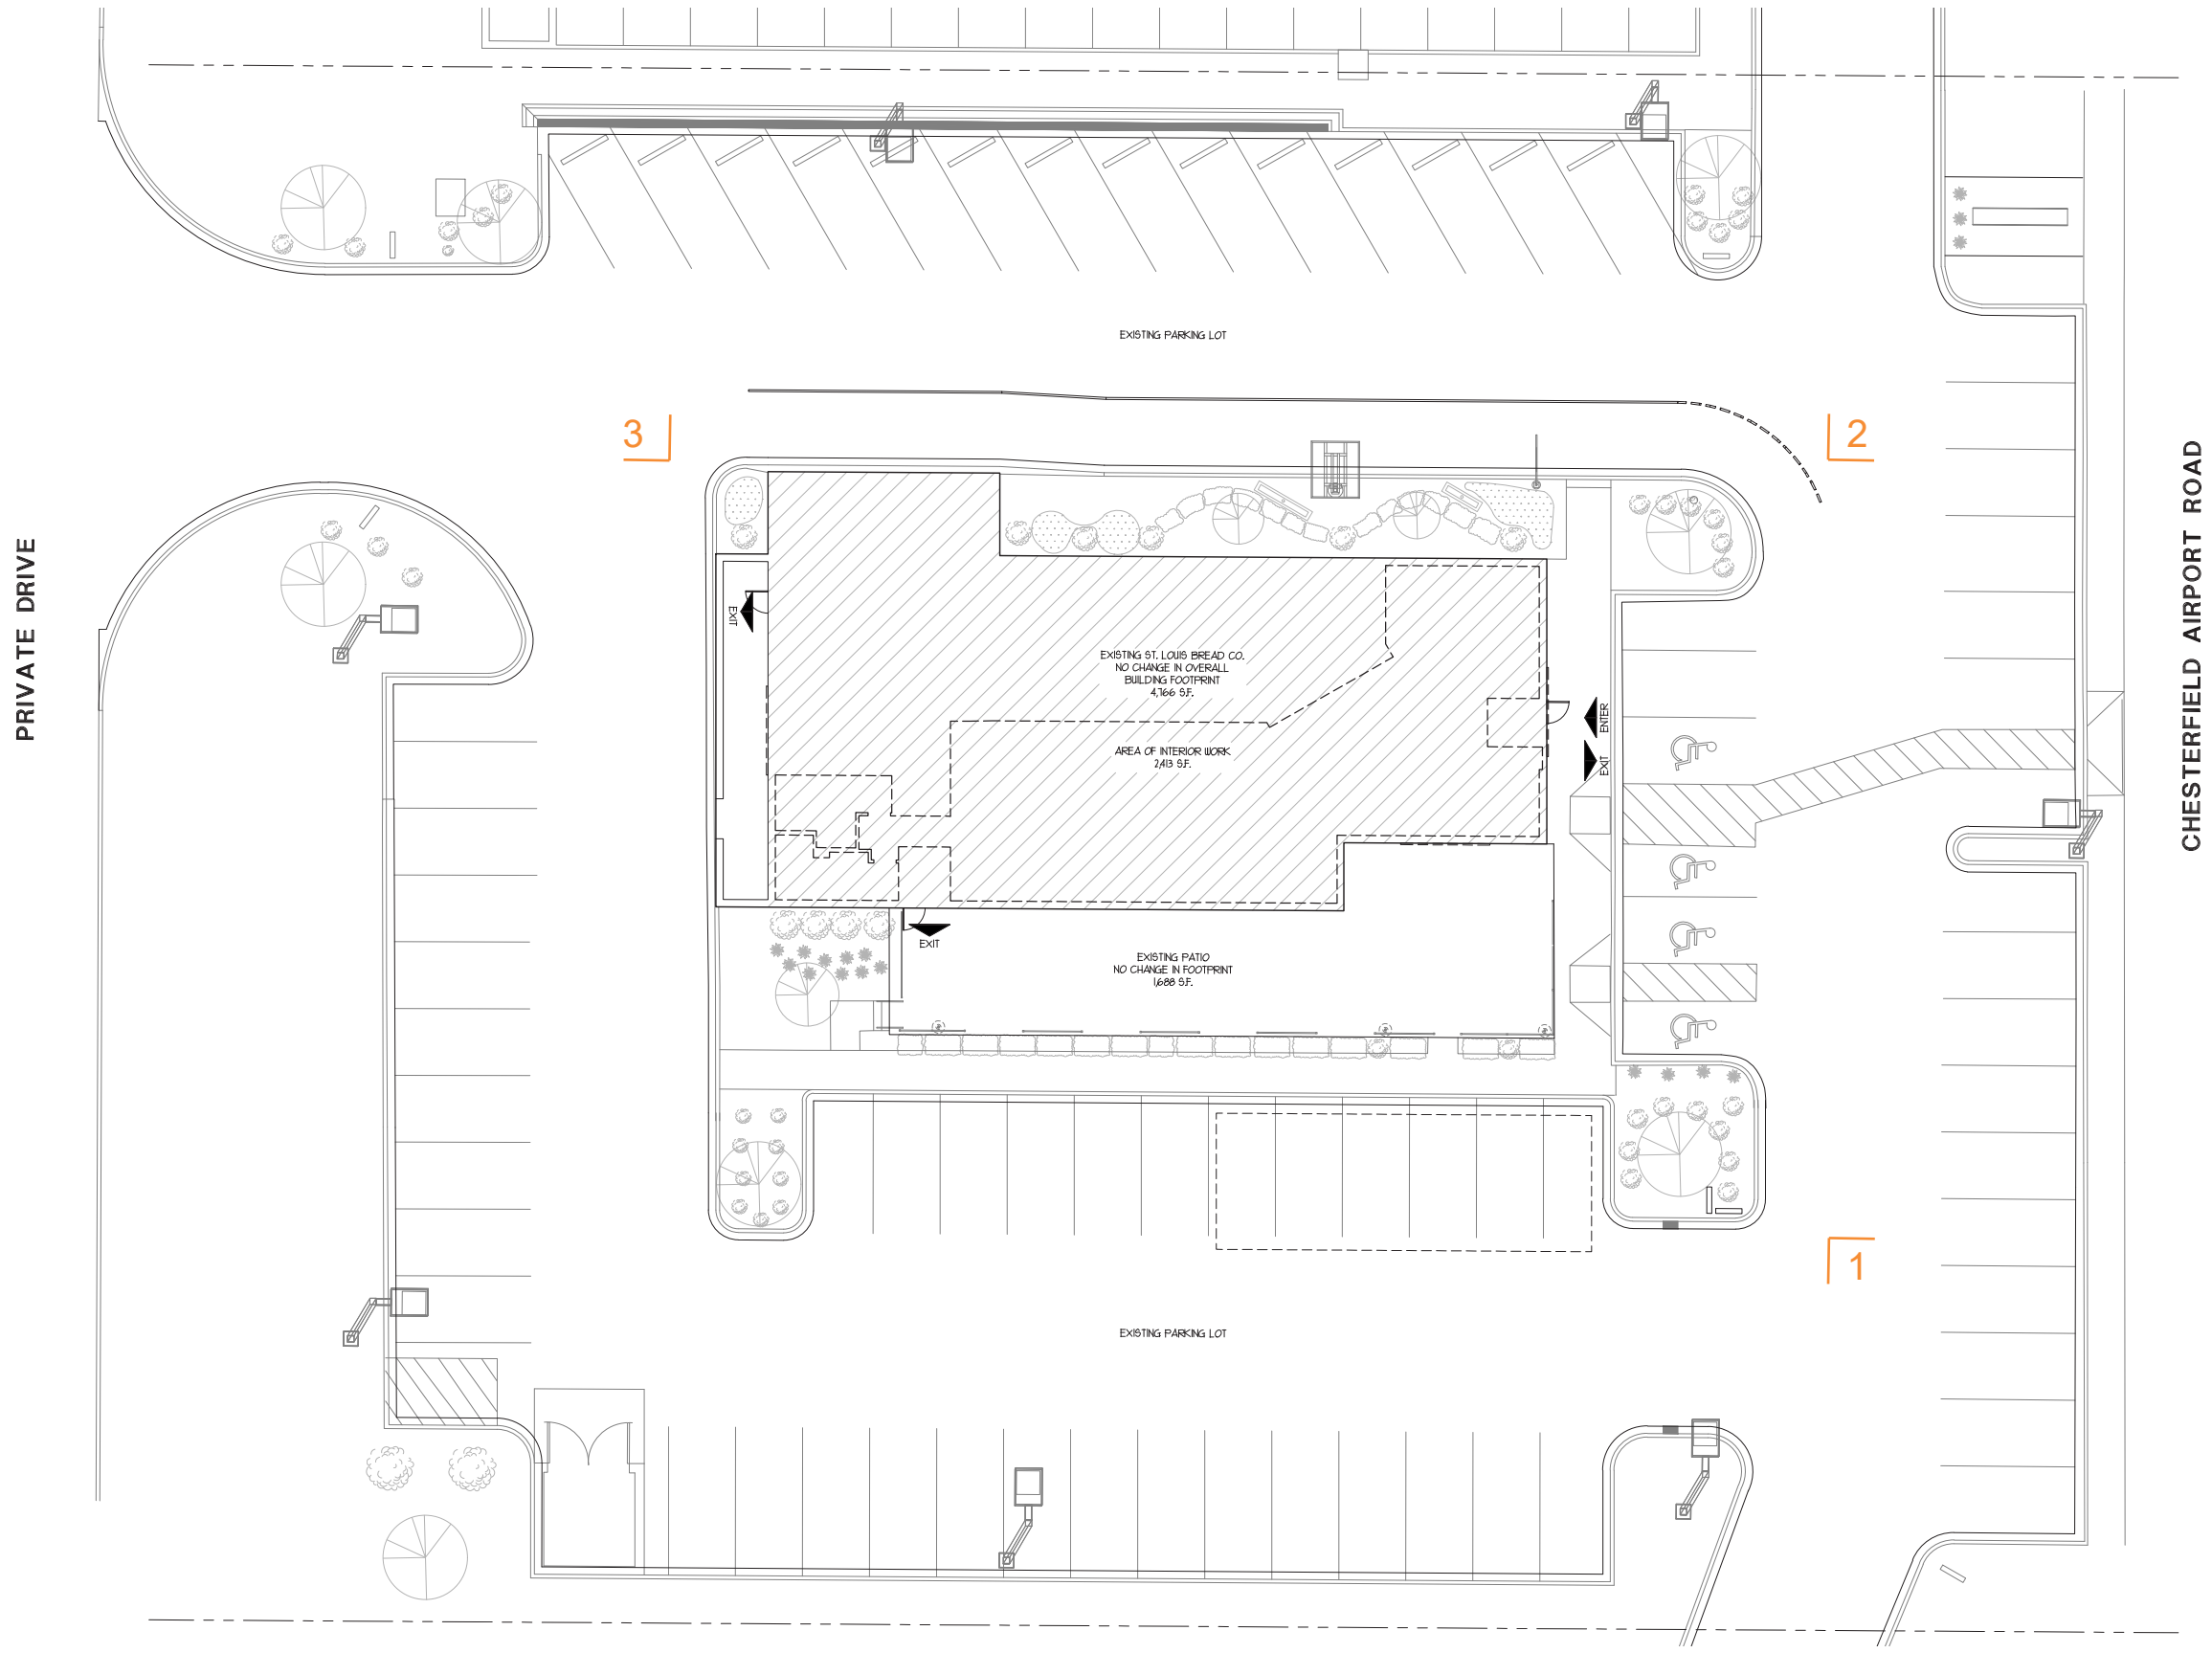 EXISTING PARKING LOT
3
2
PRIVATE DRIVE
CHESTERFIELD AIRPORT ROAD
EXIT
EXISTING ST. LOUIS BREAD CO.
NO CHANGE IN OVERALL
BUILDING FOOTPRINT
4,766 S.F.
ENTER
EXIT
AREA OF INTERIOR WORK
2,413 S.F.
EXIT
EXISTING PATIO
NO CHANGE IN FOOTPRINT
1,688 S.F.
1
EXISTING PARKING LOT